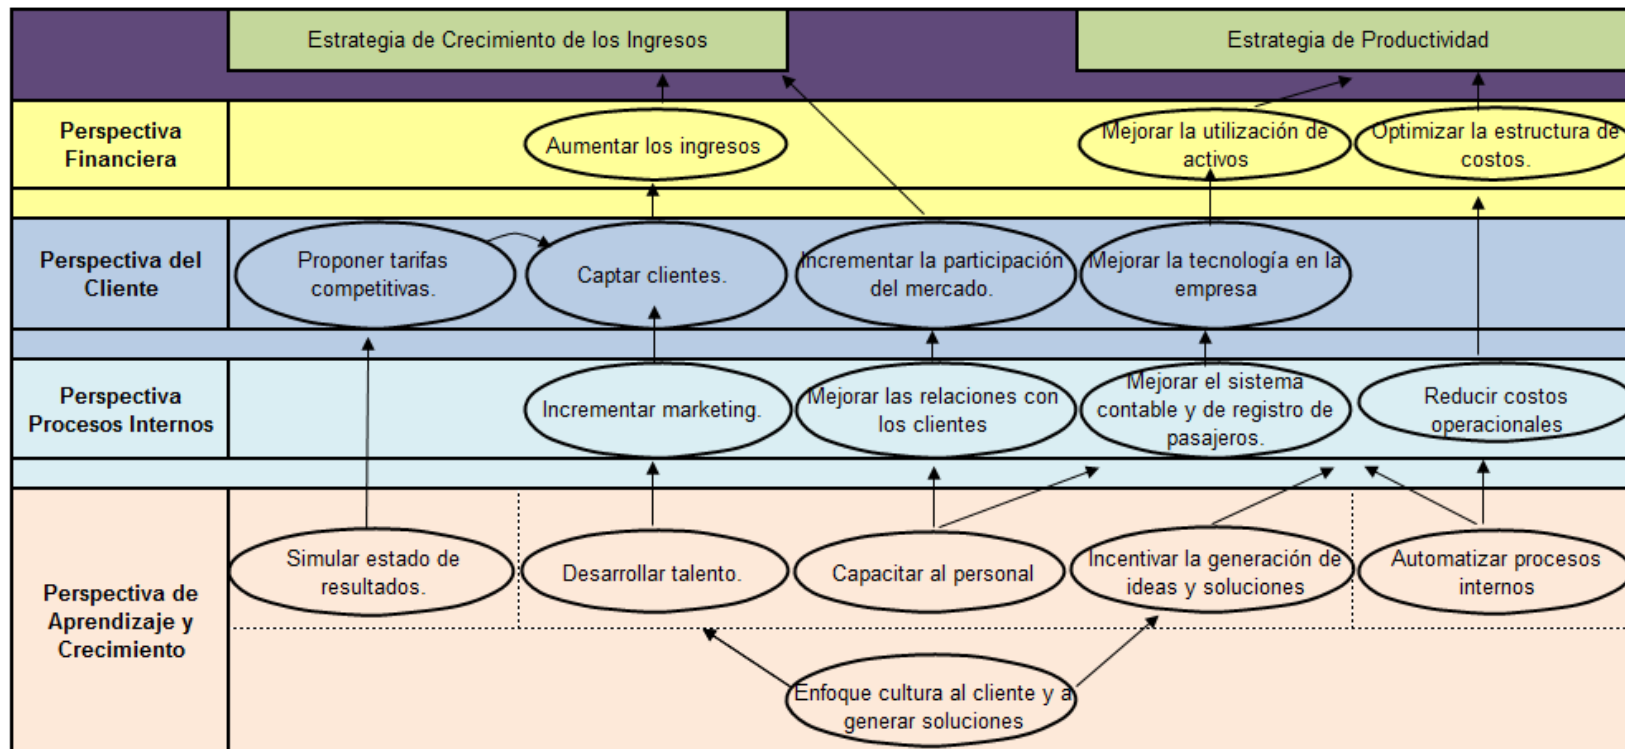 Estrategia de Crecimiento de los Ingresos
Estrategia de Productividad
Perspectiva
Financiera
Aumentar los ingresos
Mejorar la utilización de
activos
Optimizar la estructura de
costos.
Perspectiva del
Cliente
Proponer tarifas
competitivas.
Captar clientes.
Incrementar la participación
del mercado.
Mejorar la tecnología en la
empresa
Perspectiva
Procesos Internos
Incrementar marketing.
Mejorar las relaciones con
los clientes
Mejorar el sistema
contable y de registro de
pasajeros.
Reducir costos
operacionales
Perspectiva de
Aprendizaje y
Crecimiento
Simular estado de
resultados.
Desarrollar talento.
Capacitar al personal
Incentivar la generación de
ideas y soluciones
Automatizar procesos
internos
Enfoque cultura al cliente y a
generar soluciones